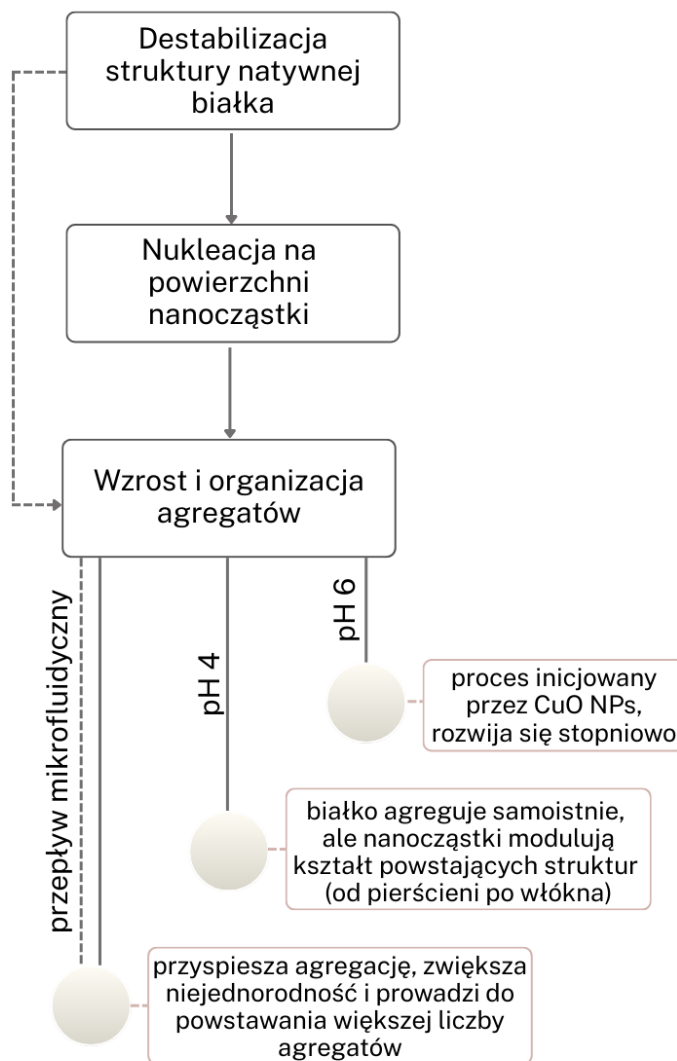 Destabilizacja
struktury natywnej
białka
Nukleacja na
powierzchni
nanocząstki
Wzrost i organizacja
agregatów
przepływ mikrofluidyczny
pH 4
pH 6
proces inicjowany
przez CuO NPs,
rozwija się stopniowo
białko agreguje samoistnie,
ale nanocząstki modulują
kształt powstających struktur
(od pierścieni po włókna)
przyspiesza agregację, zwiększa
niejednorodność i prowadzi do
powstawania większej liczby
agregatów